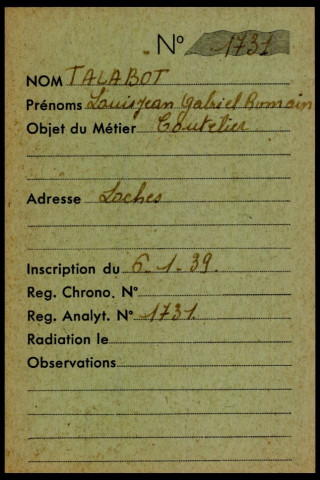 N° 1731
NOM TALABOT
Prénoms Louis Jean Gabriel Romain
Objet du Métier Coutelier
Adresse Loches
Inscription du 6-1-39.
Reg. Chrono. N°
Reg. Analyt. N° 1731.
Radiation le
Observations